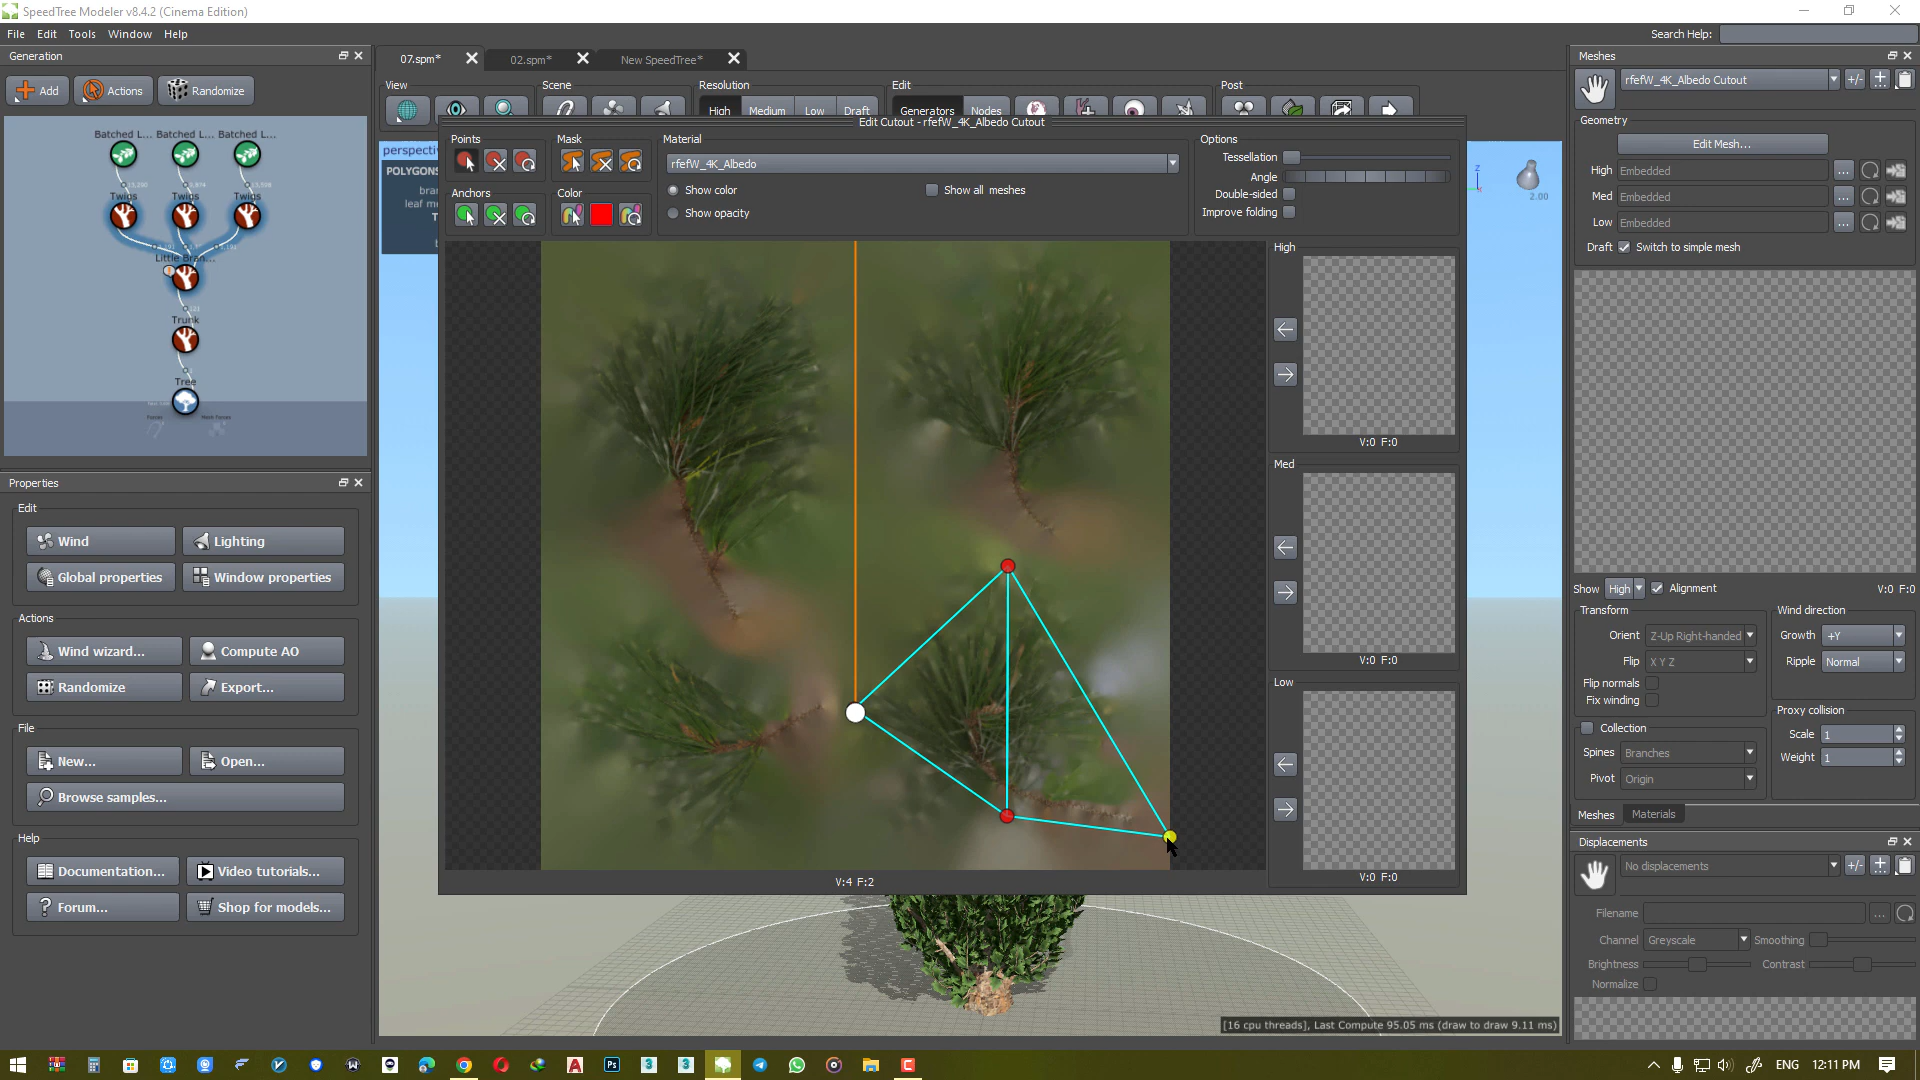 SpeedTree Modeler v8.4.2 (Cinema Edition)
File Edit Tools Window Help
Search Help:
Generation
Add Actions Randomize
Batched L... Batched L... Batched L...
Twigs Twigs Twigs
Little Bran...
Trunk
Tree
Properties
Edit
Wind Lighting
Global properties Window properties
Actions
Wind wizard... Compute AO
Randomize Export...
File
New... Open...
Browse samples...
Help
Documentation... Video tutorials...
Forum... Shop for models...
07.spm* 02.spm* New SpeedTree*
View Scene Resolution Edit Post
High Medium Low Draft Generators Nodes
perspectiv
POLYGONS
bra
leaf m
T
Edit Cutout - rfefW_4K_Albedo Cutout
Points Mask Material Options
rfefW_4K_Albedo
Show color Show all meshes
Show opacity
Anchors Color
Tessellation
Angle
Double-sided
Improve folding
High
V:0 F:0
Med
V:0 F:0
Low
V:0 F:0
V:4 F:2
Z
2.00
[16 cpu threads], Last Compute 95.05 ms (draw to draw 9.11 ms)
Meshes
rfefW_4K_Albedo Cutout +/-
Geometry
Edit Mesh...
High Embedded ...
Med Embedded ...
Low Embedded ...
Draft Switch to simple mesh
Show High Alignment V:0 F:0
Transform Wind direction
Orient Z-Up Right-handed Growth +Y
Flip X Y Z Ripple Normal
Flip normals
Fix winding
Proxy collision
Collection Scale 1
Spines Branches Weight 1
Pivot Origin
Meshes Materials
Displacements
No displacements +/-
Filename ...
Channel Greyscale Smoothing
Brightness Contrast
Normalize
ENG 12:11 PM